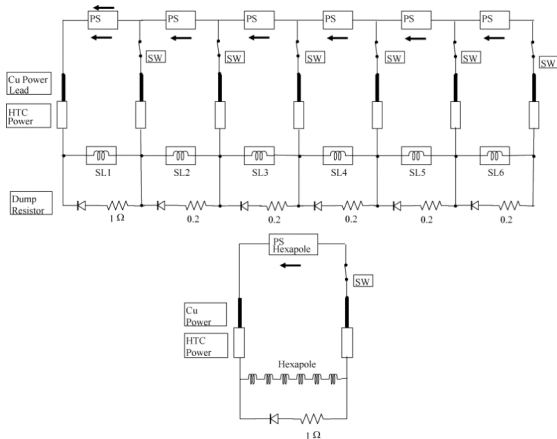 PS PS PS PS PS PS
SW SW SW SW SW SW
Cu Power
Lead
HTC
Power
SL1 SL2 SL3 SL4 SL5 SL6
Dump
Resistor
1 Ω 0.2 0.2 0.2 0.2 0.2
PS
Hexapole
SW
Cu
Power
HTC
Power
Hexapole
1 Ω